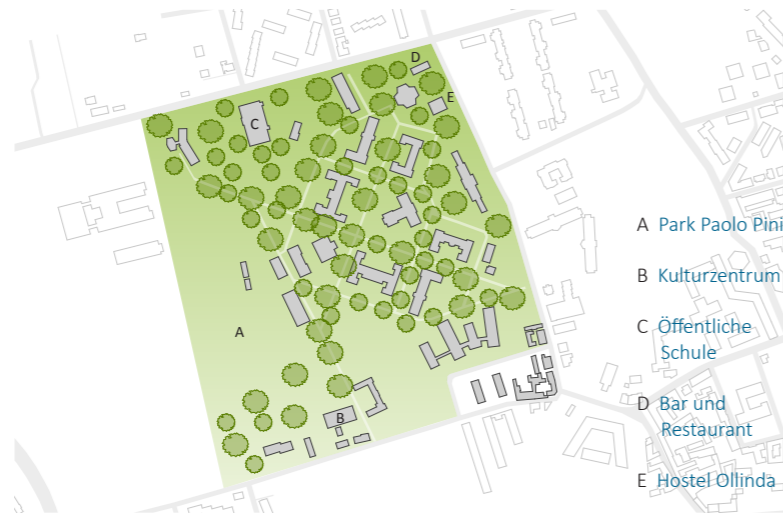 D
E
C
A
B
A Park Paolo Pini
B Kulturzentrum
C Öffentliche
Schule
D Bar und
Restaurant
E Hostel Ollinda